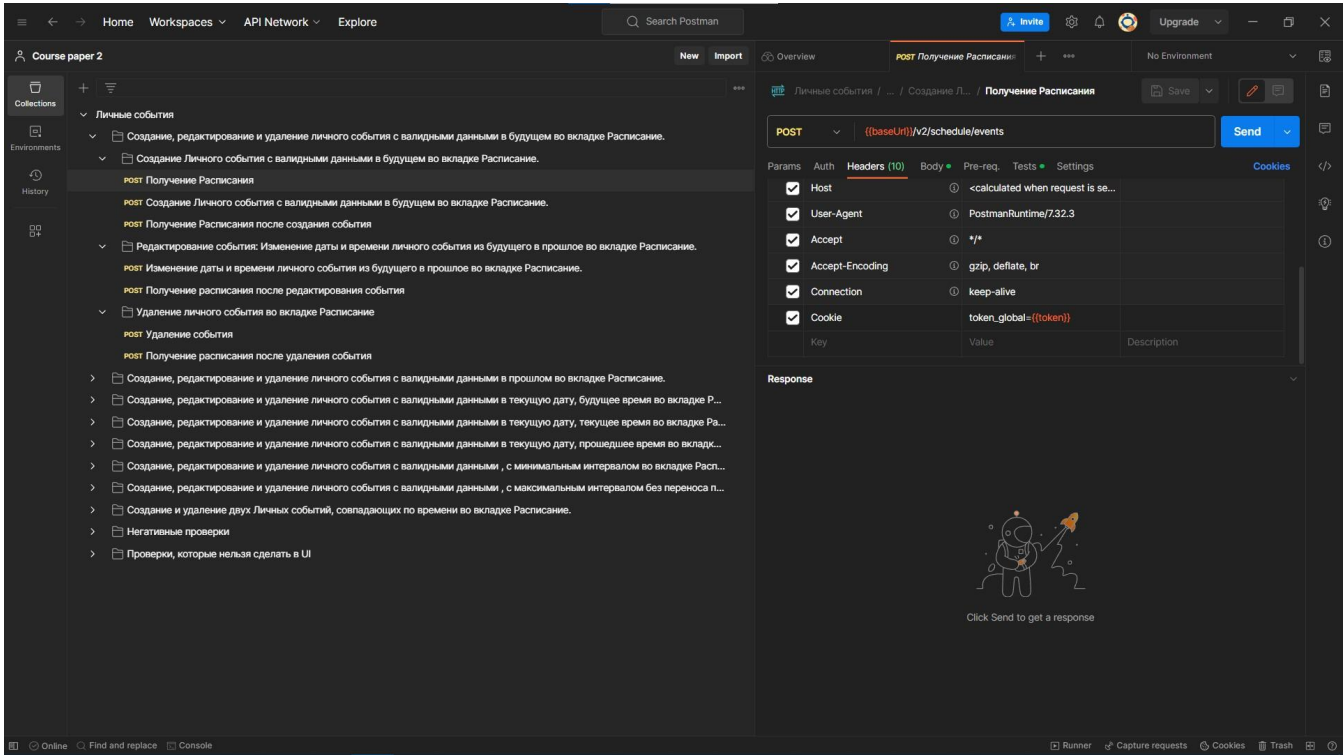 Home Workspaces API Network Explore Search Postman Invite Upgrade
Course paper 2 New Import Overview POST Получение Расписания No Environment
Collections
Environments
History
Личные события
Создание, редактирование и удаление личного события с валидными данными в будущем во вкладке Расписание.
Создание Личного события с валидными данными в будущем во вкладке Расписание.
POST Получение Расписания
POST Создание Личного события с валидными данными в будущем во вкладке Расписание.
POST Получение Расписания после создания события
Редактирование события: Изменение даты и времени личного события из будущего в прошлое во вкладке Расписание.
POST Изменение даты и времени личного события из будущего в прошлое во вкладке Расписание.
POST Получение расписания после редактирования события
Удаление личного события во вкладке Расписание
POST Удаление события
POST Получение расписания после удаления события
Создание, редактирование и удаление личного события с валидными данными в прошлом во вкладке Расписание.
Создание, редактирование и удаление личного события с валидными данными в текущую дату, будущее время во вкладке Р...
Создание, редактирование и удаление личного события с валидными данными в текущую дату, текущее время во вкладке Ра...
Создание, редактирование и удаление личного события с валидными данными в текущую дату, прошедшее время во вкладк...
Создание, редактирование и удаление личного события с валидными данными , с минимальным интервалом во вкладке Расп...
Создание, редактирование и удаление личного события с валидными данными , с максимальным интервалом без переноса п...
Создание и удаление двух Личных событий, совпадающих по времени во вкладке Расписание.
Негативные проверки
Проверки, которые нельзя сделать в UI
HTTP Личные события / ... / Создание Л... / Получение Расписания Save
POST {{baseUrl}}/v2/schedule/events Send
Params Auth Headers (10) Body Pre-req. Tests Settings Cookies
Host <calculated when request is se...
User-Agent PostmanRuntime/7.32.3
Accept */*
Accept-Encoding gzip, deflate, br
Connection keep-alive
Cookie token_global={{token}}
Key Value Description
Response
Click Send to get a response
Online Find and replace Console Runner Capture requests Cookies Trash